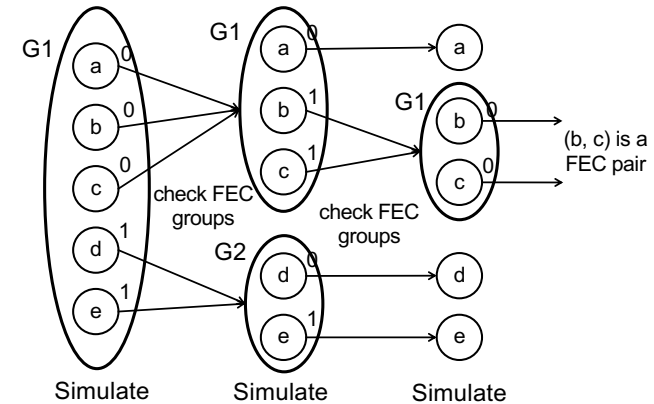 G1
a 0
b 0
c 0
d 1
e 1
Simulate
check FEC
groups
G1
a 0
b 1
c 1
G2
d 0
e 1
Simulate
check FEC
groups
a
G1
b 0
c 0
d
e
Simulate
(b, c) is a
FEC pair